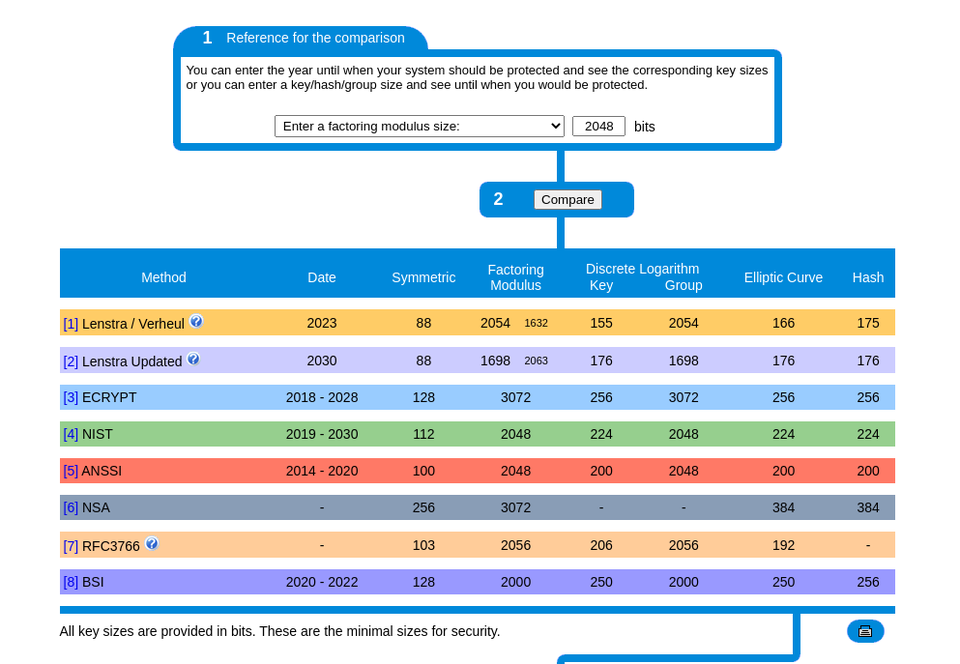 1 Reference for the comparison
You can enter the year until when your system should be protected and see the corresponding key sizes
or you can enter a key/hash/group size and see until when you would be protected.
Enter a factoring modulus size: 2048 bits
2 Compare
Method Date Symmetric Factoring Modulus Discrete Logarithm Key Group Elliptic Curve Hash
[1] Lenstra / Verheul ? 2023 88 2054 1632 155 2054 166 175
[2] Lenstra Updated ? 2030 88 1698 2063 176 1698 176 176
[3] ECRYPT 2018 - 2028 128 3072 256 3072 256 256
[4] NIST 2019 - 2030 112 2048 224 2048 224 224
[5] ANSSI 2014 - 2020 100 2048 200 2048 200 200
[6] NSA - 256 3072 - - 384 384
[7] RFC3766 ? - 103 2056 206 2056 192 -
[8] BSI 2020 - 2022 128 2000 250 2000 250 256
All key sizes are provided in bits. These are the minimal sizes for security.